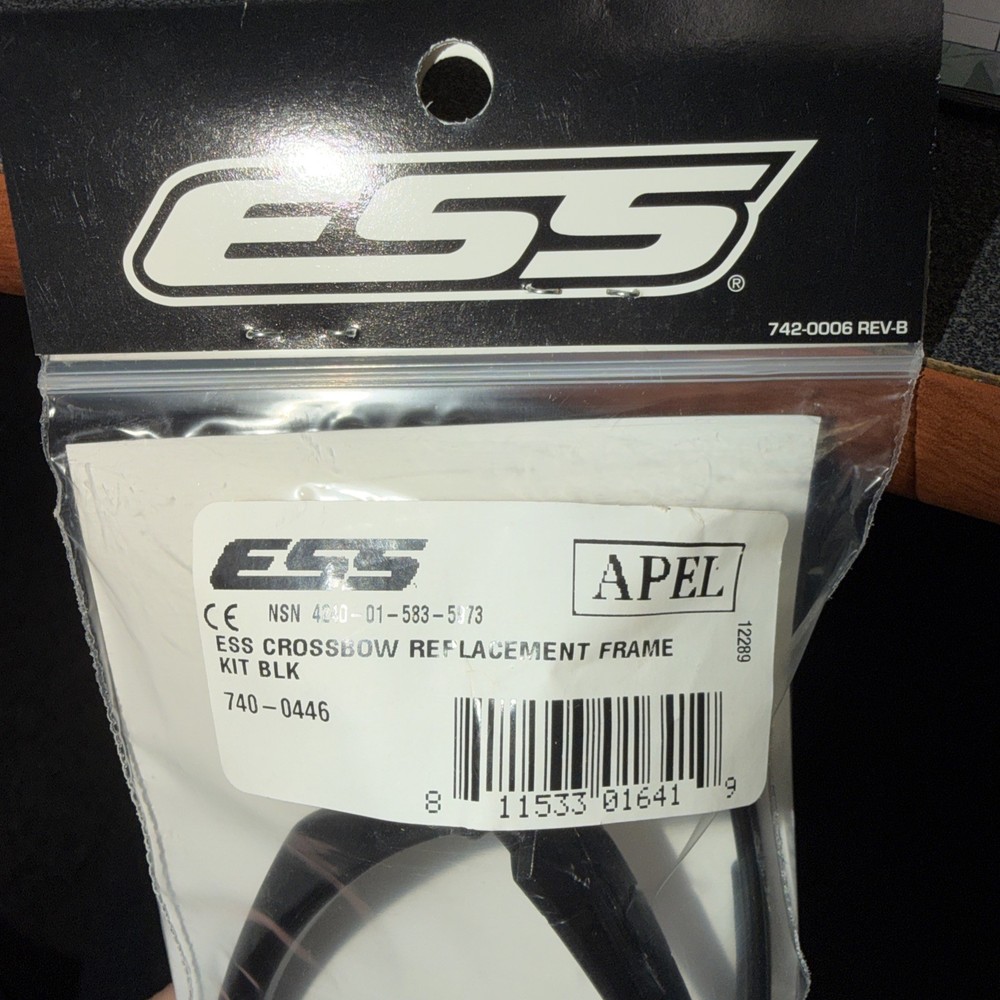 ESS®
742-0006 REV-B
ESS
APEL
CE
NSN
ESS CROSSBOW REPLACEMENT FRAME
KIT BLK
12289
740-0446
8 11533 01641 9